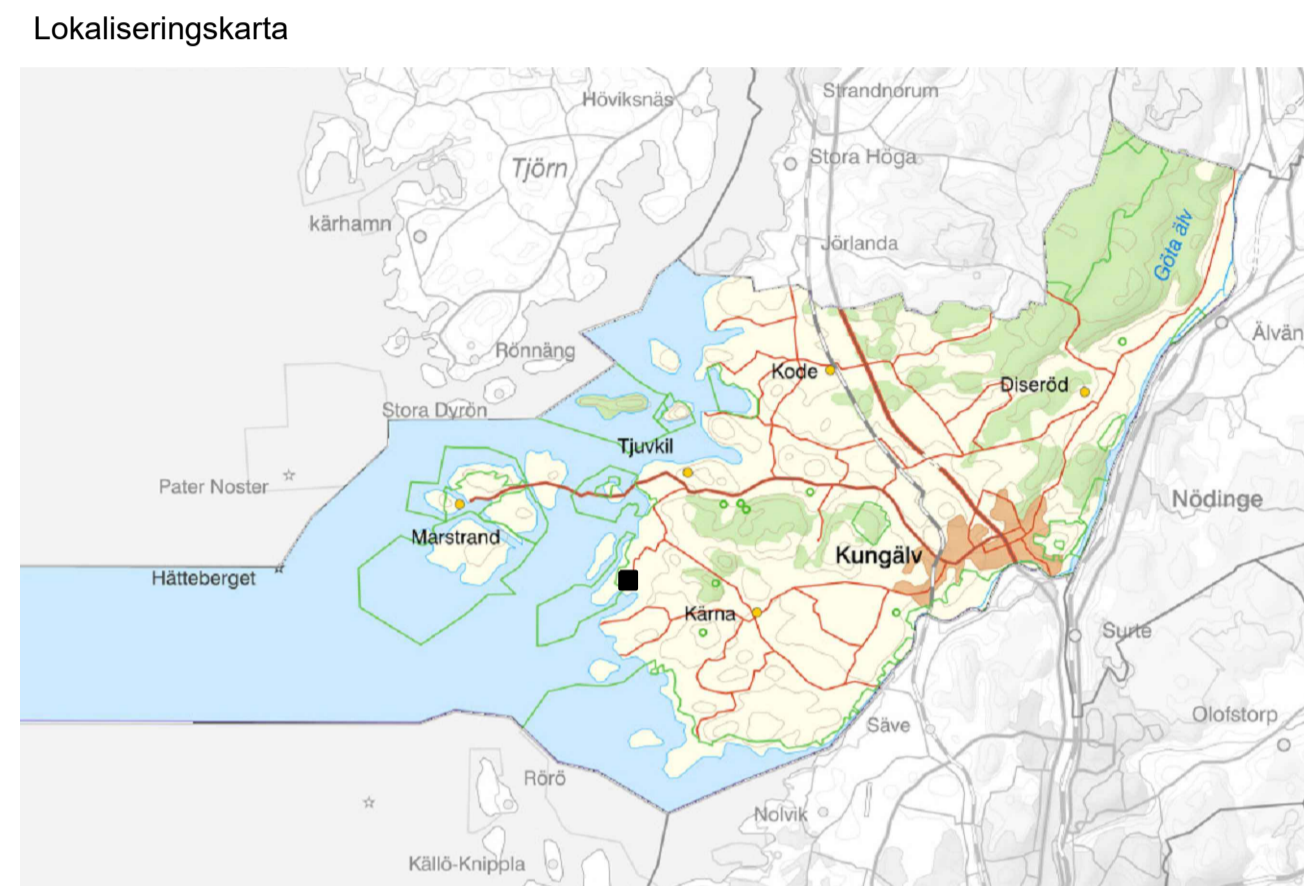 Lokaliseringskarta
Höviksnäs
Strandnorum
Stora Höga
Tjörn
kärhamn
Jörlanda
Göta älv
Älvän
Rönnäng
Kode
Diseröd
Stora Dyrön
Tjuvkil
Pater Noster
Nödinge
Marstrand
Kungälv
Hätteberget
Kärna
Surte
Olofstorp
Säve
Rörö
Nolvik
Källö-Knippla